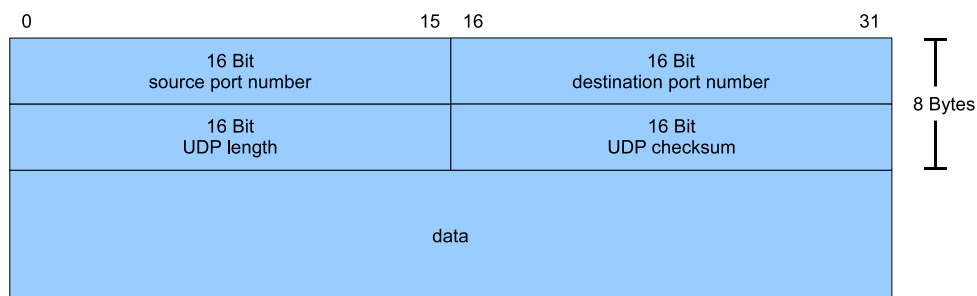 0
15
16
31
16 Bit
source port number
16 Bit
destination port number
8 Bytes
16 Bit
UDP length
16 Bit
UDP checksum
data